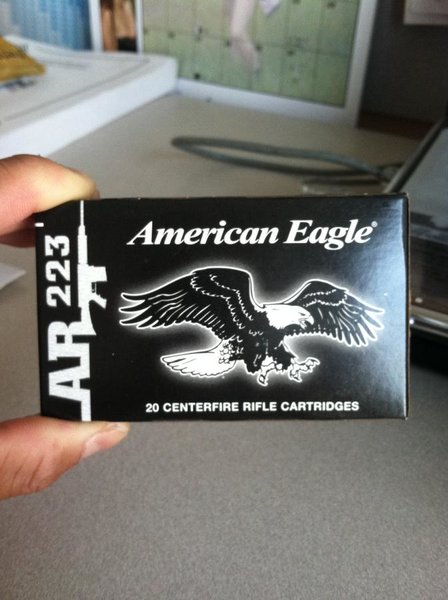 American Eagle®
AR 223
20 CENTERFIRE RIFLE CARTRIDGES